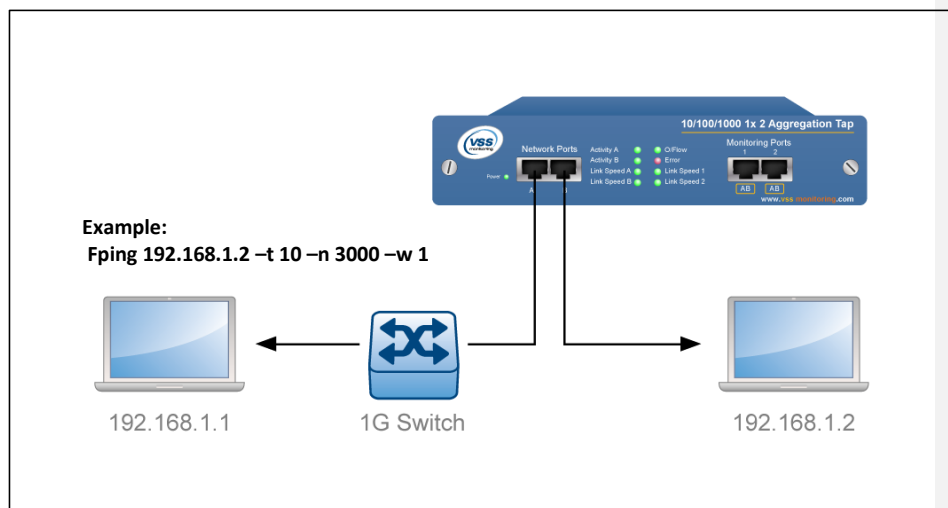 10/100/1000 1x 2 Aggregation Tap
VSS
monitoring
Network Ports
Monitoring Ports
1 2
Activity A
Activity B
Link Speed A
Link Speed B
O/Flow
Error
Link Speed 1
Link Speed 2
Power
A
AB AB
www.vss monitoring.com
Example:
Fping 192.168.1.2 –t 10 –n 3000 –w 1
192.168.1.1
1G Switch
192.168.1.2